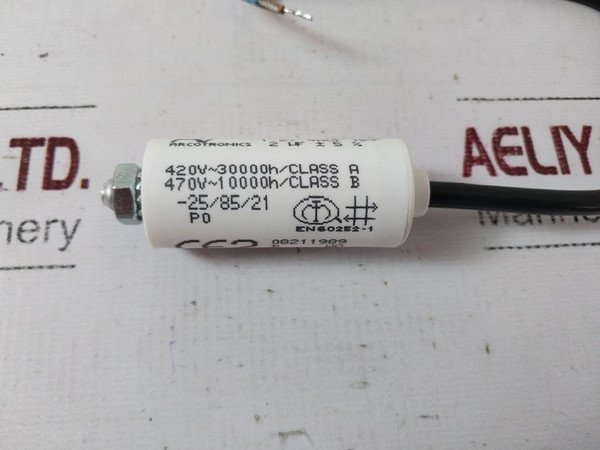 ARCOTRONICS 2 µF ± 5 %
420V~30000h/CLASS A
470V~10000h/CLASS B
-25/85/21
P0
EN60252-1
08211989
LTD.
AELIY